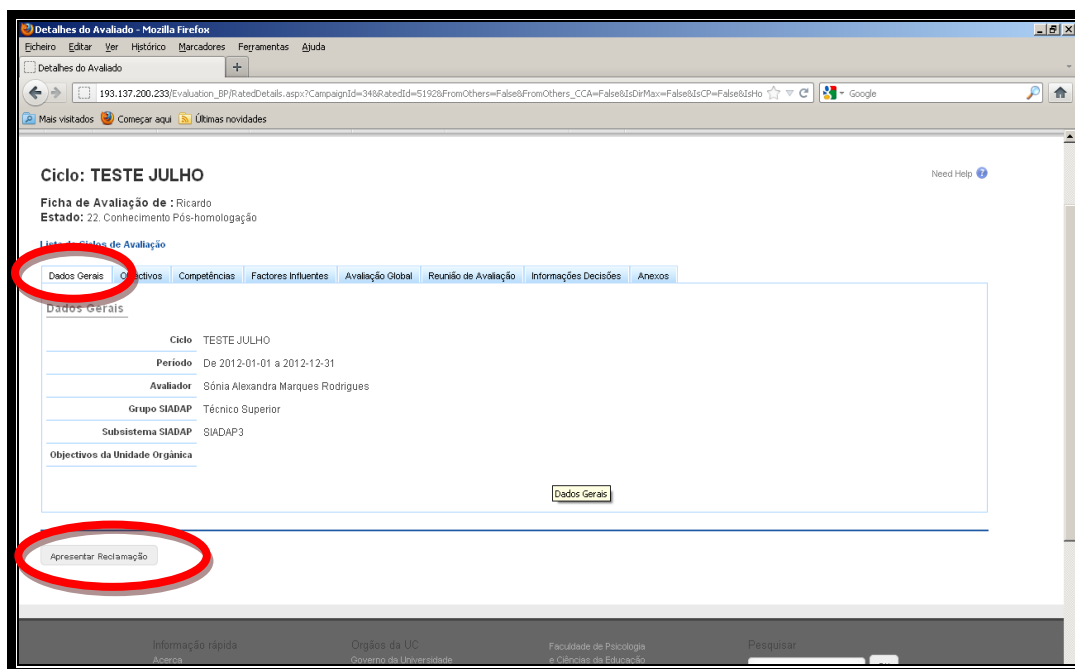 Detalhes do Avaliado - Mozilla Firefox
Ficheiro Editar Ver Histórico Marcadores Ferramentas Ajuda
Detalhes do Avaliado
193.137.200.233/Evaluation_BP/RatedDetails.aspx?CampaignId=348&RatedId=5192&FromOthers=False&FromOthers_CCA=False&IsDirMax=False&IsCP=False&IsHo
Google
Mais visitados Começar aqui Últimas novidades
Ciclo: TESTE JULHO
Need Help ?
Ficha de Avaliação de : Ricardo
Estado: 22. Conhecimento Pós-homologação
Lista de Ciclos de Avaliação
Dados Gerais Objectivos Competências Factores Influentes Avaliação Global Reunião de Avaliação Informações Decisões Anexos
Dados Gerais
Ciclo TESTE JULHO
Período De 2012-01-01 a 2012-12-31
Avaliador Sónia Alexandra Marques Rodrigues
Grupo SIADAP Técnico Superior
Subsistema SIADAP SIADAP3
Objectivos da Unidade Orgânica
Dados Gerais
Apresentar Reclamação
Informação rápida Orgãos da UC Faculdade de Psicologia Pesquisar
Acerca Governo da Universidade e Ciências da Educação